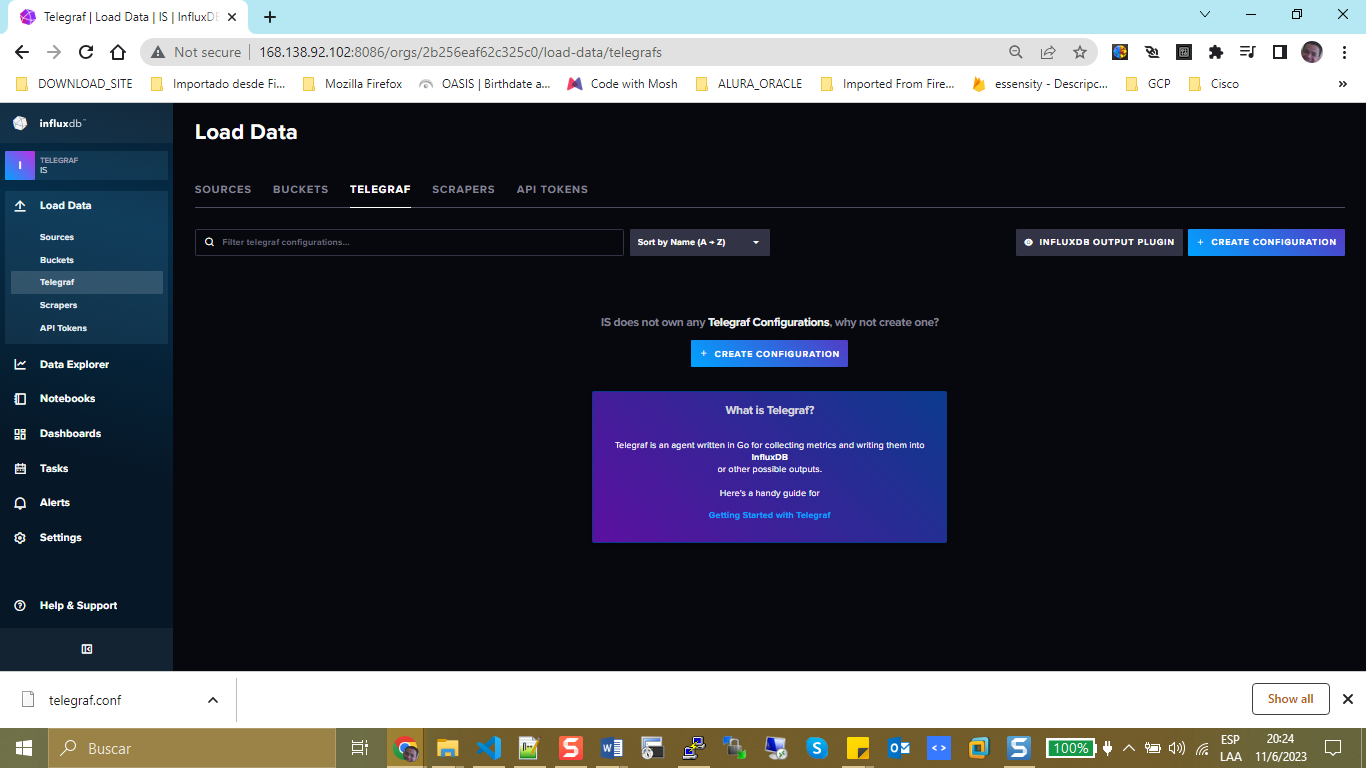 Telegraf | Load Data | IS | InfluxDB
Not secure
168.138.92.102:8086/orgs/2b256eaf62c325c0/load-data/telegrafs
DOWNLOAD_SITE
Importado desde Fi...
Mozilla Firefox
OASIS | Birthdate a...
Code with Mosh
ALURA_ORACLE
Imported From Fire...
essensity - Descripc...
GCP
Cisco
»
influxdb™
I
TELEGRAF
IS
Load Data
Sources
Buckets
Telegraf
Scrapers
API Tokens
Data Explorer
Notebooks
Dashboards
Tasks
Alerts
Settings
Help & Support
Load Data
SOURCES
BUCKETS
TELEGRAF
SCRAPERS
API TOKENS
Filter telegraf configurations...
Sort by Name (A → Z)
INFLUXDB OUTPUT PLUGIN
+ CREATE CONFIGURATION
IS does not own any Telegraf Configurations, why not create one?
+ CREATE CONFIGURATION
What is Telegraf?
Telegraf is an agent written in Go for collecting metrics and writing them into
InfluxDB
or other possible outputs.
Here's a handy guide for
Getting Started with Telegraf
telegraf.conf
Show all
Buscar
100%
ESP
LAA
20:24
11/6/2023